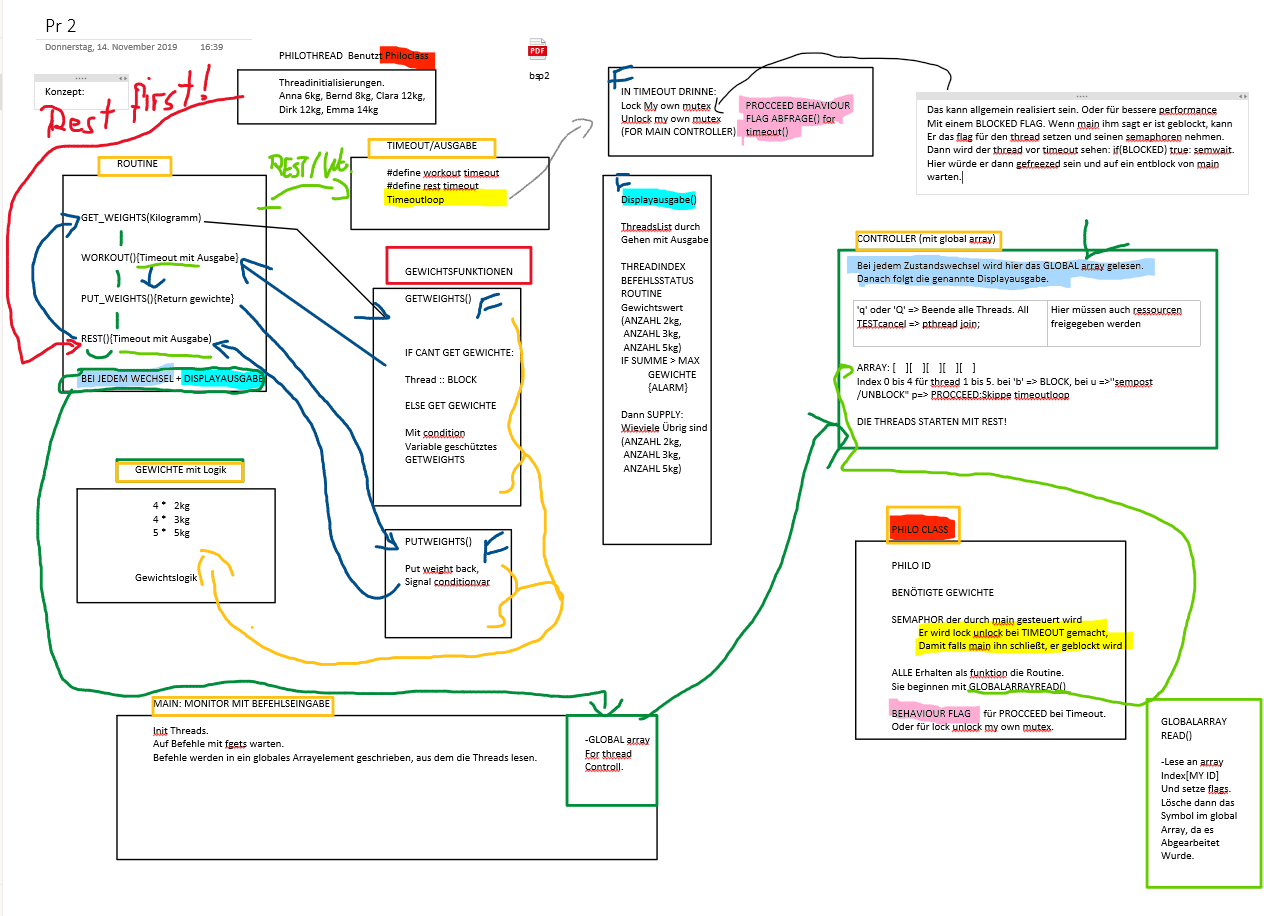 Pr 2
Donnerstag, 14. November 2019 16:39
Konzept:
Rest first!
PHILOTHREAD Benutzt Philoclass
Threadinitialisierungen.
Anna 6kg, Bernd 8kg, Clara 12kg,
Dirk 12kg, Emma 14kg
PDF
bsp2
F
IN TIMEOUT DRINNE:
Lock My own mutex
Unlock my own mutex
(FOR MAIN CONTROLLER)
PROCCEED BEHAVIOUR
FLAG ABFRAGE() for
timeout()
Das kann allgemein realisiert sein. Oder für bessere performance
Mit einem BLOCKED FLAG. Wenn main ihm sagt er ist geblockt, kann
Er das flag für den thread setzen und seinen semaphoren nehmen.
Dann wird der thread vor timeout sehen: if(BLOCKED) true: semwait.
Hier würde er dann gefreezed sein und auf ein entblock von main
warten.
ROUTINE
GET_WEIGHTS(Kilogramm)
WORKOUT(){Timeout mit Ausgabe}
PUT_WEIGHTS(){Return gewichte}
REST(){Timeout mit Ausgabe)
BEI JEDEM WECHSEL + DISPLAYAUSGABE
REST/Wo.
TIMEOUT/AUSGABE
#define workout timeout
#define rest timeout
Timeoutloop
GEWICHTSFUNKTIONEN
GETWEIGHTS()
F
IF CANT GET GEWICHTE:
Thread :: BLOCK
ELSE GET GEWICHTE
Mit condition
Variable geschütztes
GETWEIGHTS
PUTWEIGHTS()
F
Put weight back,
Signal conditionvar
F
Displayausgabe()
ThreadsList durch
Gehen mit Ausgabe
THREADINDEX
BEFEHLSSTATUS
ROUTINE
Gewichtswert
(ANZAHL 2kg,
ANZAHL 3kg,
ANZAHL 5kg)
IF SUMME > MAX
GEWICHTE
{ALARM}
Dann SUPPLY:
Wieviele Übrig sind
(ANZAHL 2kg,
ANZAHL 3kg,
ANZAHL 5kg)
CONTROLLER (mit global array)
Bei jedem Zustandswechsel wird hier das GLOBAL array gelesen.
Danach folgt die genannte Displayausgabe.
'q' oder 'Q' => Beende alle Threads. All
TESTcancel => pthread join;
Hier müssen auch ressourcen
freigegeben werden
ARRAY: [ ][ ][ ][ ][ ]
Index 0 bis 4 für thread 1 bis 5. bei 'b' => BLOCK, bei u =>"sempost
/UNBLOCK" p=> PROCCEED:Skippe timeoutloop
DIE THREADS STARTEN MIT REST!
GEWICHTE mit Logik
4 * 2kg
4 * 3kg
5 * 5kg
Gewichtslogik
PHILO CLASS
PHILO ID
BENÖTIGTE GEWICHTE
SEMAPHOR der durch main gesteuert wird
Er wird lock unlock bei TIMEOUT gemacht,
Damit falls main ihn schließt, er geblockt wird
ALLE Erhalten als funktion die Routine.
Sie beginnen mit GLOBALARRAYREAD()
BEHAVIOUR FLAG für PROCCEED bei Timeout.
Oder für lock unlock my own mutex.
MAIN: MONITOR MIT BEFEHLSEINGABE
Init Threads.
Auf Befehle mit fgets warten.
Befehle werden in ein globales Arrayelement geschrieben, aus dem die Threads lesen.
-GLOBAL array
For thread
Controll.
GLOBALARRAY
READ()
-Lese an array
Index[MY ID]
Und setze flags.
Lösche dann das
Symbol im global
Array, da es
Abgearbeitet
Wurde.